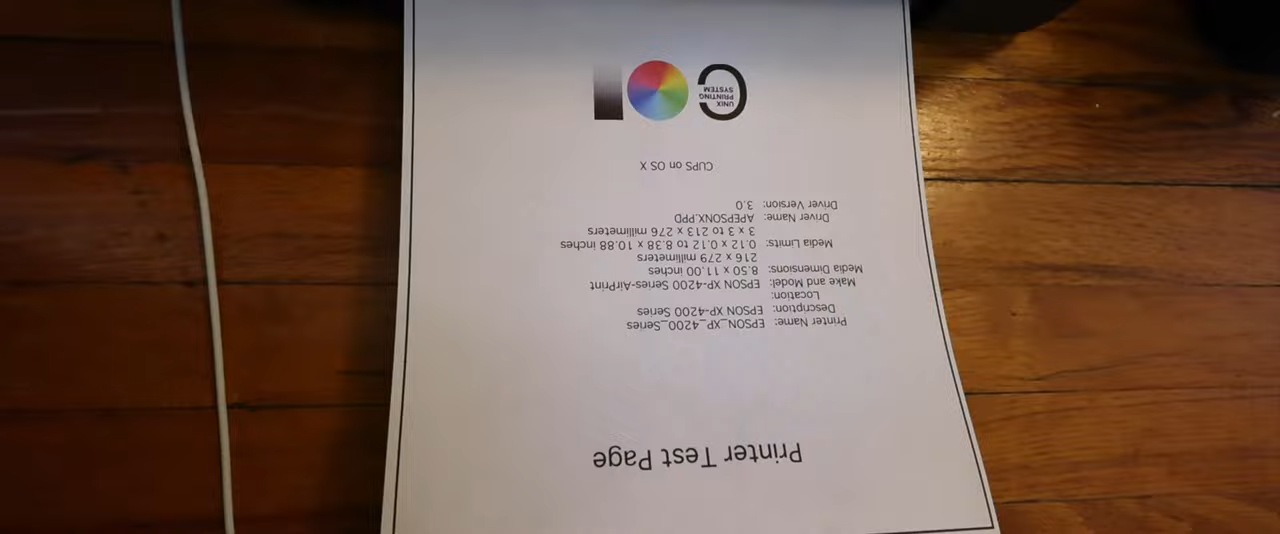 Printer Test Page
Printer Name: EPSON_XP_4200_Series
Description: EPSON XP-4200 Series
Location:
Make and Model: EPSON XP-4200 Series-AirPrint
Media Dimensions: 8.50 x 11.00 inches
216 x 279 millimeters
Media Limits: 0.12 x 0.12 to 8.38 x 10.88 inches
3 x 3 x 213 to 276 millimeters
Driver Name: APEPSONX.PPD
Driver Version: 3.0
CUPS on OS X
UNIX
PRINTING
SYSTEM